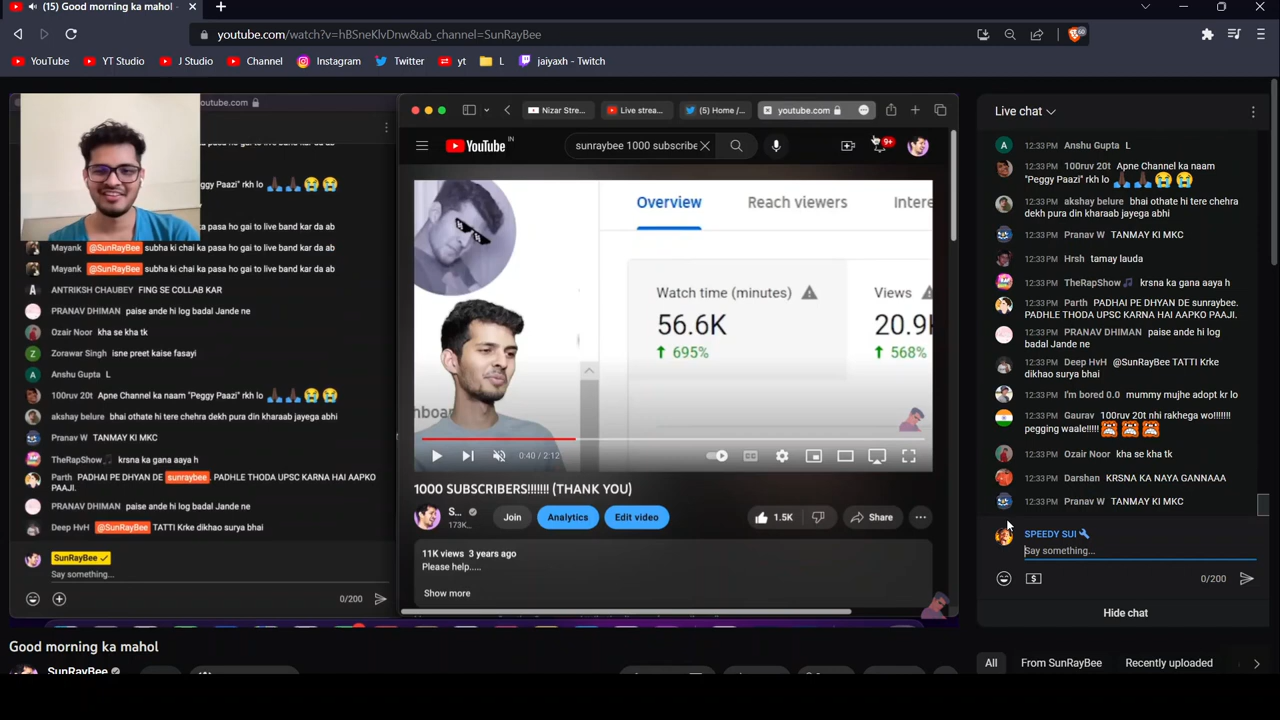 (15) Good morning ka mahol
youtube.com/watch?v=hBSneKlvDnw&ab_channel=SunRayBee
YouTube YT Studio J Studio Channel Instagram Twitter yt L jaiyaxh - Twitch
outube.com
Nizar Stre... Live strea... (5) Home /... youtube.com
YouTube IN
sunraybee 1000 subscribe
9+
Peggy Paazi" rkh lo
Mayank @SunRayBee subha ki chai ka pasa ho gai to live band kar da ab
Mayank @SunRayBee subha ki chai ka pasa ho gai to live band kar da ab
ANTRIKSH CHAUBEY FING SE COLLAB KAR
PRANAV DHIMAN paise ande hi log badal Jande ne
Ozair Noor kha se kha tk
Zorawar Singh isne preet kaise fasayi
Anshu Gupta L
100ruv 20t Apne Channel ka naam "Peggy Paazi" rkh lo
akshay belure bhai othate hi tere chehra dekh pura din kharaab jayega abhi
Pranav W TANMAY KI MKC
TheRapShow krsna ka gana aaya h
Parth PADHAI PE DHYAN DE sunraybee. PADHLE THODA UPSC KARNA HAI AAPKO
PAAJI.
PRANAV DHIMAN paise ande hi log badal Jande ne
Deep HvH @SunRayBee TATTI Krke dikhao surya bhai
SunRayBee
Say something...
0/200
Overview Reach viewers Intere
Watch time (minutes) Views
56.6K 20.9K
695% 568%
0:40 / 2:12
1000 SUBSCRIBERS!!!!!!! (THANK YOU)
S...
173K...
Join Analytics Edit video 1.5K Share
11K views 3 years ago
Please help.....
Show more
Good morning ka mahol
SunRayBee
Live chat
12:33 PM Anshu Gupta L
12:33 PM 100ruv 20t Apne Channel ka naam
"Peggy Paazi" rkh lo
12:33 PM akshay belure bhai othate hi tere chehra
dekh pura din kharaab jayega abhi
12:33 PM Pranav W TANMAY KI MKC
12:33 PM Hrsh tamay lauda
12:33 PM TheRapShow krsna ka gana aaya h
12:33 PM Parth PADHAI PE DHYAN DE sunraybee.
PADHLE THODA UPSC KARNA HAI AAPKO PAAJI.
12:33 PM PRANAV DHIMAN paise ande hi log
badal Jande ne
12:33 PM Deep HvH @SunRayBee TATTI Krke
dikhao surya bhai
12:33 PM I'm bored 0.0 mummy mujhe adopt kr lo
12:33 PM Gaurav 100ruv 20t nhi rakhega wo!!!!!!!
pegging waale!!!!!
12:33 PM Ozair Noor kha se kha tk
12:33 PM Darshan KRSNA KA NAYA GANNAAA
12:33 PM Pranav W TANMAY KI MKC
SPEEDY SUI
Say something...
0/200
Hide chat
All From SunRayBee Recently uploaded